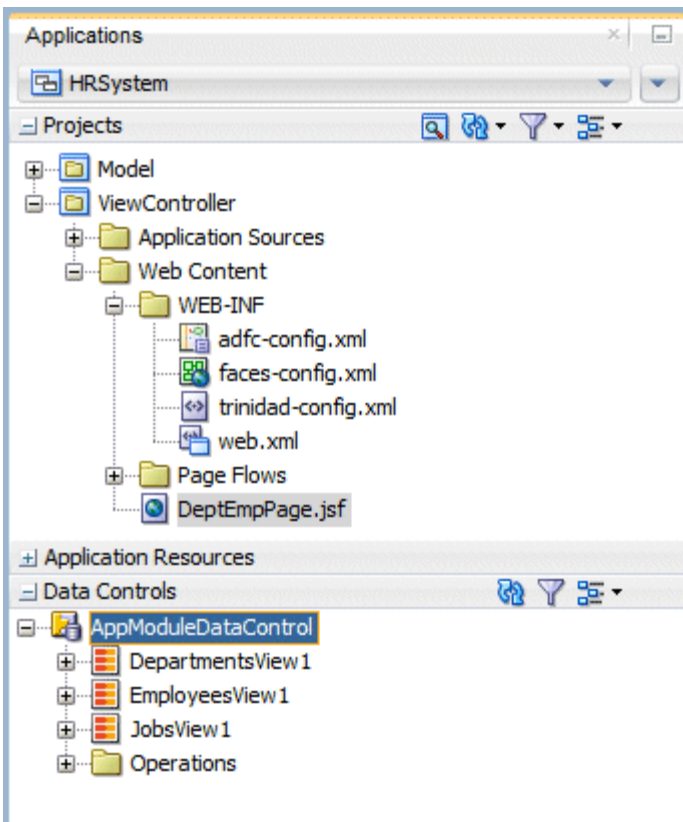 Applications
HRSystem
Projects
Model
ViewController
Application Sources
Web Content
WEB-INF
adfc-config.xml
faces-config.xml
trinidad-config.xml
web.xml
Page Flows
DeptEmpPage.jsf
Application Resources
Data Controls
AppModuleDataControl
DepartmentsView1
EmployeesView1
JobsView1
Operations